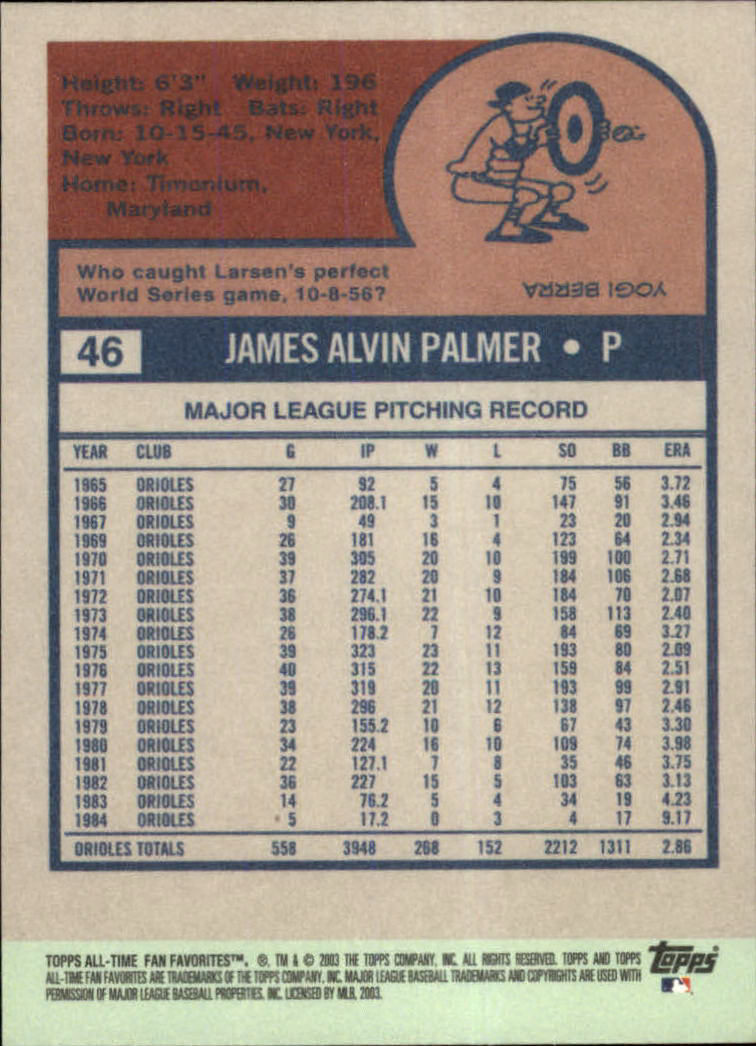 Height: 6'3" Weight: 196
Throws: Right Bats: Right
Born: 10-15-45, New York,
New York
Home: Timonium,
Maryland
Who caught Larsen's perfect
World Series game, 10-8-56?
YOGI BERRA
46 JAMES ALVIN PALMER • P
MAJOR LEAGUE PITCHING RECORD
YEAR CLUB G IP W L SO BB ERA
1965 ORIOLES 27 92 5 4 75 56 3.72
1966 ORIOLES 30 208.1 15 10 147 91 3.46
1967 ORIOLES 9 49 3 1 23 20 2.94
1969 ORIOLES 26 181 16 4 123 64 2.34
1970 ORIOLES 39 305 20 10 199 100 2.71
1971 ORIOLES 37 282 20 9 184 106 2.68
1972 ORIOLES 36 274.1 21 10 184 70 2.07
1973 ORIOLES 38 296.1 22 9 158 113 2.40
1974 ORIOLES 26 178.2 7 12 84 69 3.27
1975 ORIOLES 39 323 23 11 193 80 2.09
1976 ORIOLES 40 315 22 13 159 84 2.51
1977 ORIOLES 39 319 20 11 193 99 2.91
1978 ORIOLES 38 296 21 12 138 97 2.46
1979 ORIOLES 23 155.2 10 6 67 43 3.30
1980 ORIOLES 34 224 16 10 109 74 3.98
1981 ORIOLES 22 127.1 7 8 35 46 3.75
1982 ORIOLES 36 227 15 5 103 63 3.13
1983 ORIOLES 14 76.2 5 4 34 19 4.23
1984 ORIOLES 5 17.2 0 3 4 17 9.17
ORIOLES TOTALS 558 3948 268 152 2212 1311 2.86
TOPPS ALL-TIME FAN FAVORITES™. ®, TM & © 2003 THE TOPPS COMPANY, INC. ALL RIGHTS RESERVED. TOPPS AND TOPPS
ALL-TIME FAN FAVORITES ARE TRADEMARKS OF THE TOPPS COMPANY, INC. MAJOR LEAGUE BASEBALL TRADEMARKS AND COPYRIGHTS ARE USED WITH
PERMISSION OF MAJOR LEAGUE BASEBALL PROPERTIES, INC. LICENSED BY MLB, 2003.
Topps